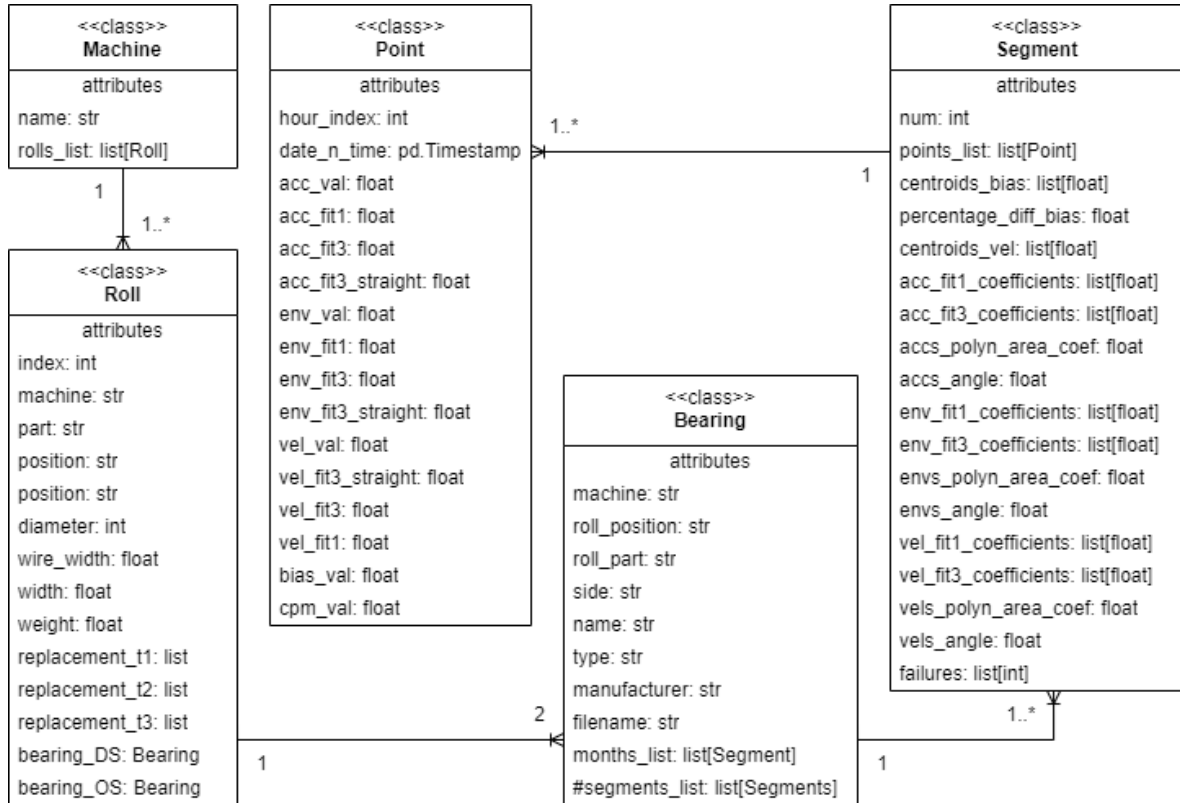 <<class>>
Machine
attributes
name: str
rolls_list: list[Roll]
1
1..*
<<class>>
Roll
attributes
index: int
machine: str
part: str
position: str
position: str
diameter: int
wire_width: float
width: float
weight: float
replacement_t1: list
replacement_t2: list
replacement_t3: list
bearing_DS: Bearing
bearing_OS: Bearing
1
2
<<class>>
Point
attributes
hour_index: int
date_n_time: pd.Timestamp
acc_val: float
acc_fit1: float
acc_fit3: float
acc_fit3_straight: float
env_val: float
env_fit1: float
env_fit3: float
env_fit3_straight: float
vel_val: float
vel_fit3_straight: float
vel_fit3: float
vel_fit1: float
bias_val: float
cpm_val: float
1..*
1
<<class>>
Bearing
attributes
machine: str
roll_position: str
roll_part: str
side: str
name: str
type: str
manufacturer: str
filename: str
months_list: list[Segment]
#segments_list: list[Segments]
1
1..*
<<class>>
Segment
attributes
num: int
points_list: list[Point]
centroids_bias: list[float]
percentage_diff_bias: float
centroids_vel: list[float]
acc_fit1_coefficients: list[float]
acc_fit3_coefficients: list[float]
accs_polyn_area_coef: float
accs_angle: float
env_fit1_coefficients: list[float]
env_fit3_coefficients: list[float]
envs_polyn_area_coef: float
envs_angle: float
vel_fit1_coefficients: list[float]
vel_fit3_coefficients: list[float]
vels_polyn_area_coef: float
vels_angle: float
failures: list[int]